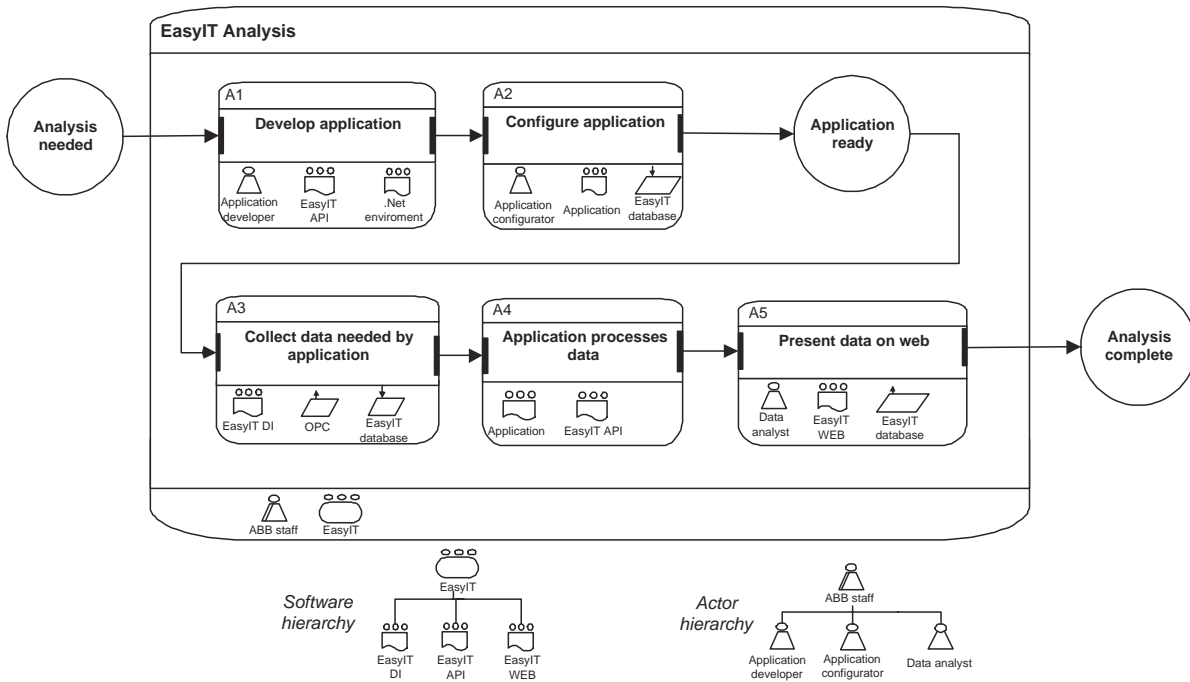 EasyIT Analysis
Analysis
needed
A1
Develop application
Application
developer
EasyIT
API
.Net
enviroment
A2
Configure application
Application
configurator
Application
EasyIT
database
Application
ready
A3
Collect data needed by
application
EasyIT DI
OPC
EasyIT
database
A4
Application processes
data
Application
EasyIT API
A5
Present data on web
Data
analyst
EasyIT
WEB
EasyIT
database
Analysis
complete
ABB staff
EasyIT
Software
hierarchy
EasyIT
EasyIT
DI
EasyIT
API
EasyIT
WEB
Actor
hierarchy
ABB staff
Application
developer
Application
configurator
Data analyst